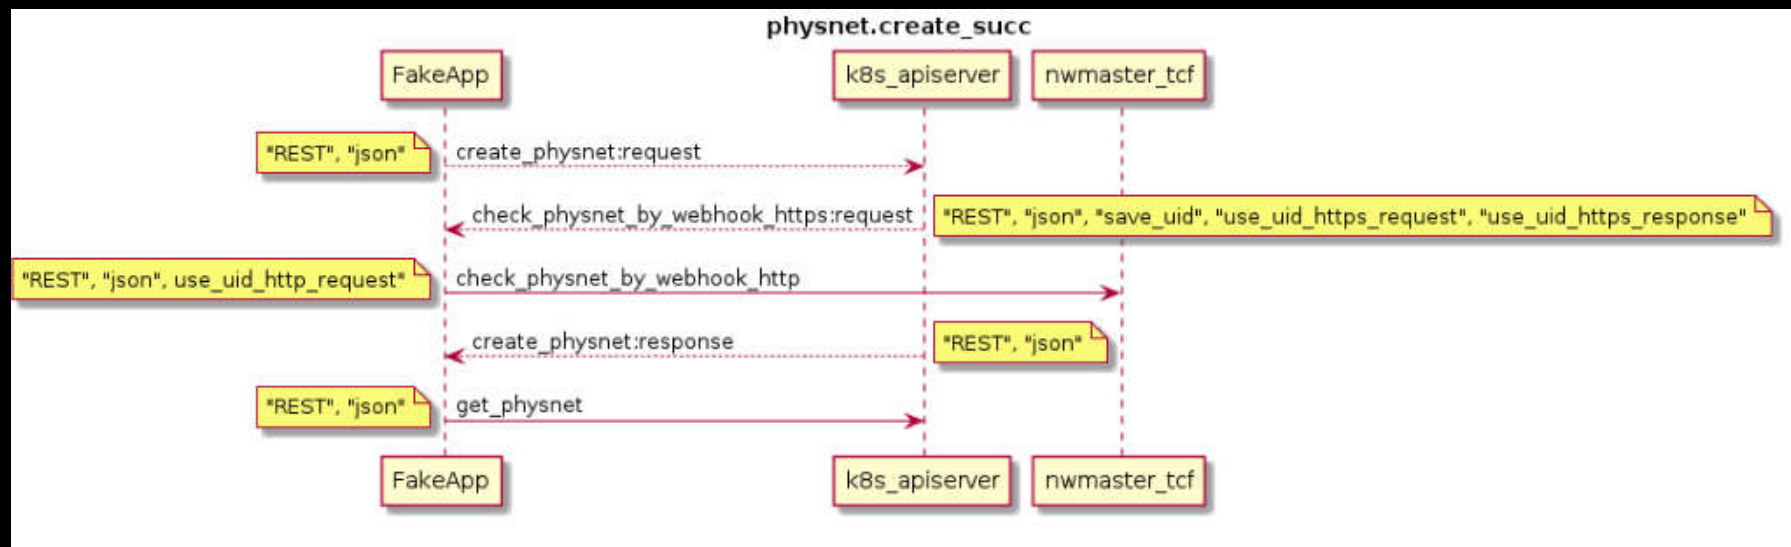 physnet.create_succ
FakeApp
k8s_apiserver
nwmaster_tcf
"REST", "json"
create_physnet:request
check_physnet_by_webhook_https:request
"REST", "json", "save_uid", "use_uid_https_request", "use_uid_https_response"
"REST", "json", use_uid_http_request"
check_physnet_by_webhook_http
create_physnet:response
"REST", "json"
"REST", "json"
get_physnet
FakeApp
k8s_apiserver
nwmaster_tcf